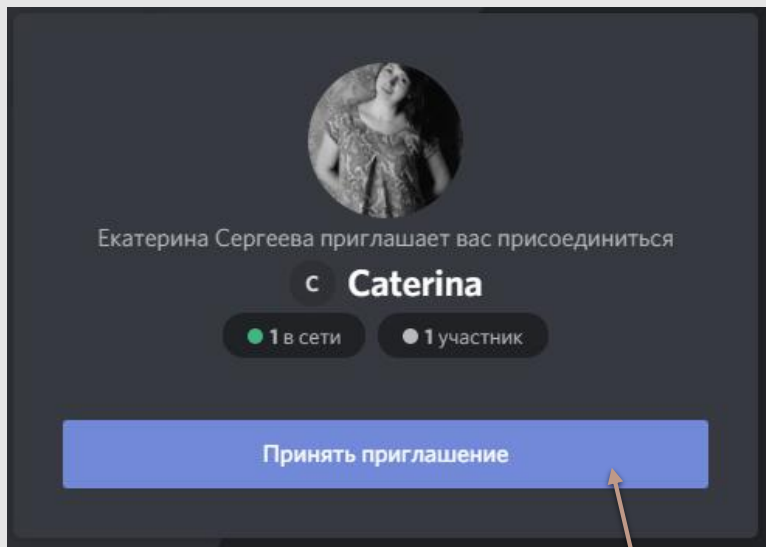 Екатерина Сергеева приглашает вас присоединиться
C Caterina
1 в сети 1 участник
Принять приглашение